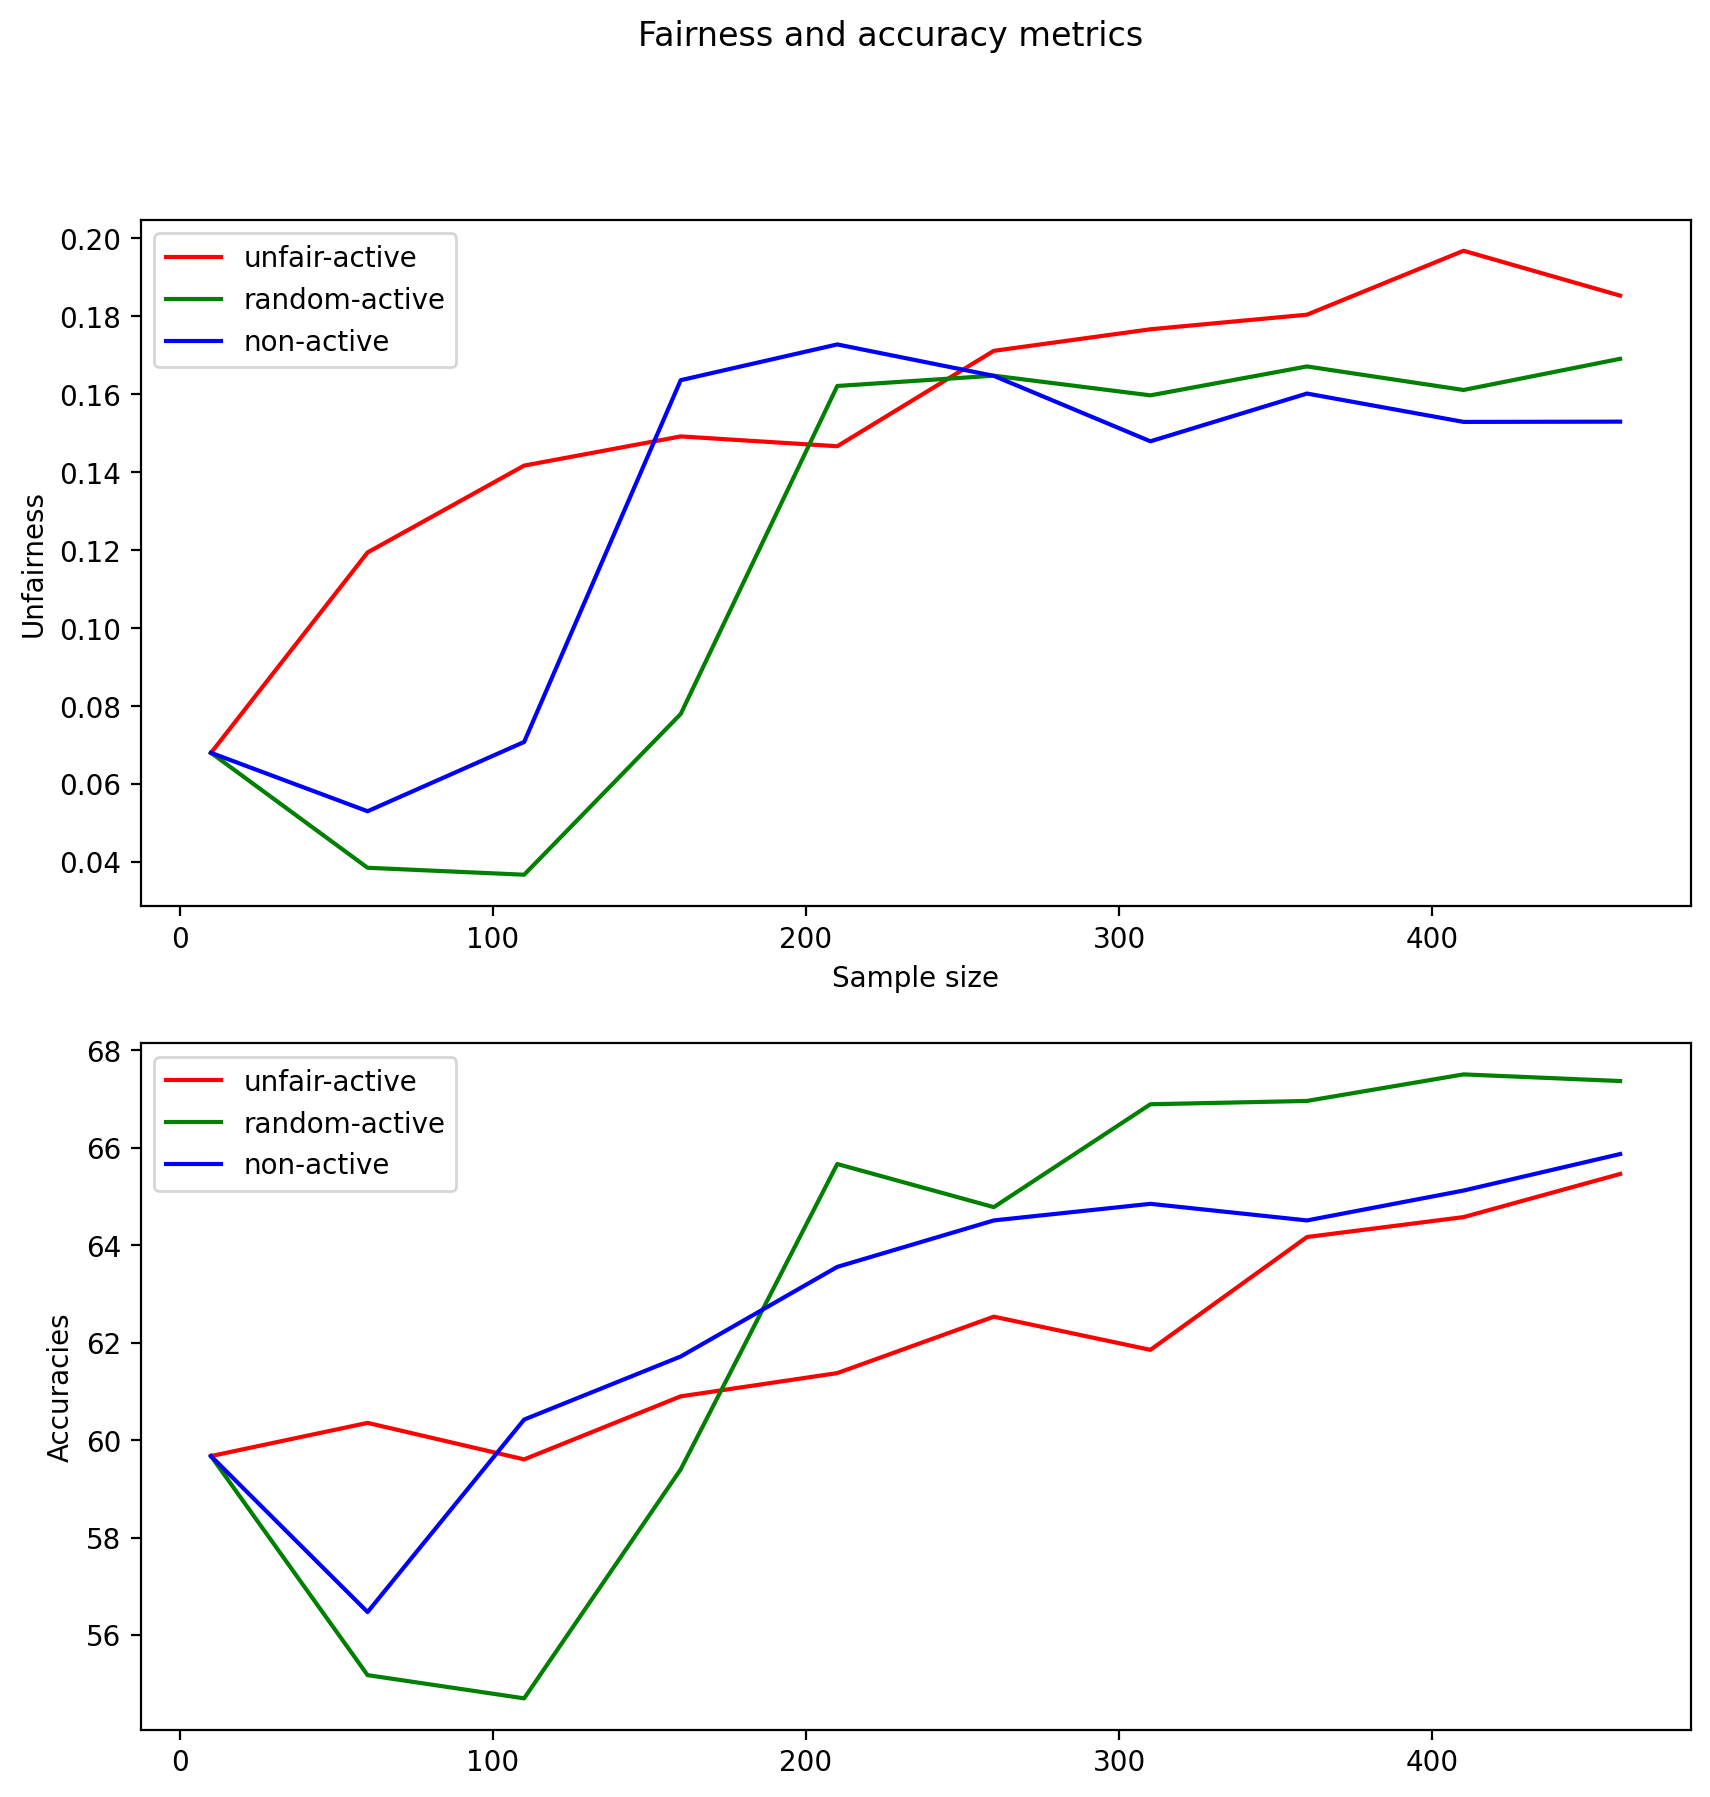 Fairness and accuracy metrics
0.20
0.18
0.16
0.14
0.12
0.10
0.08
0.06
0.04
Unfairness
unfair-active
random-active
non-active
0 100 200 300 400
Sample size
68
66
64
62
60
58
56
Accuracies
unfair-active
random-active
non-active
0 100 200 300 400